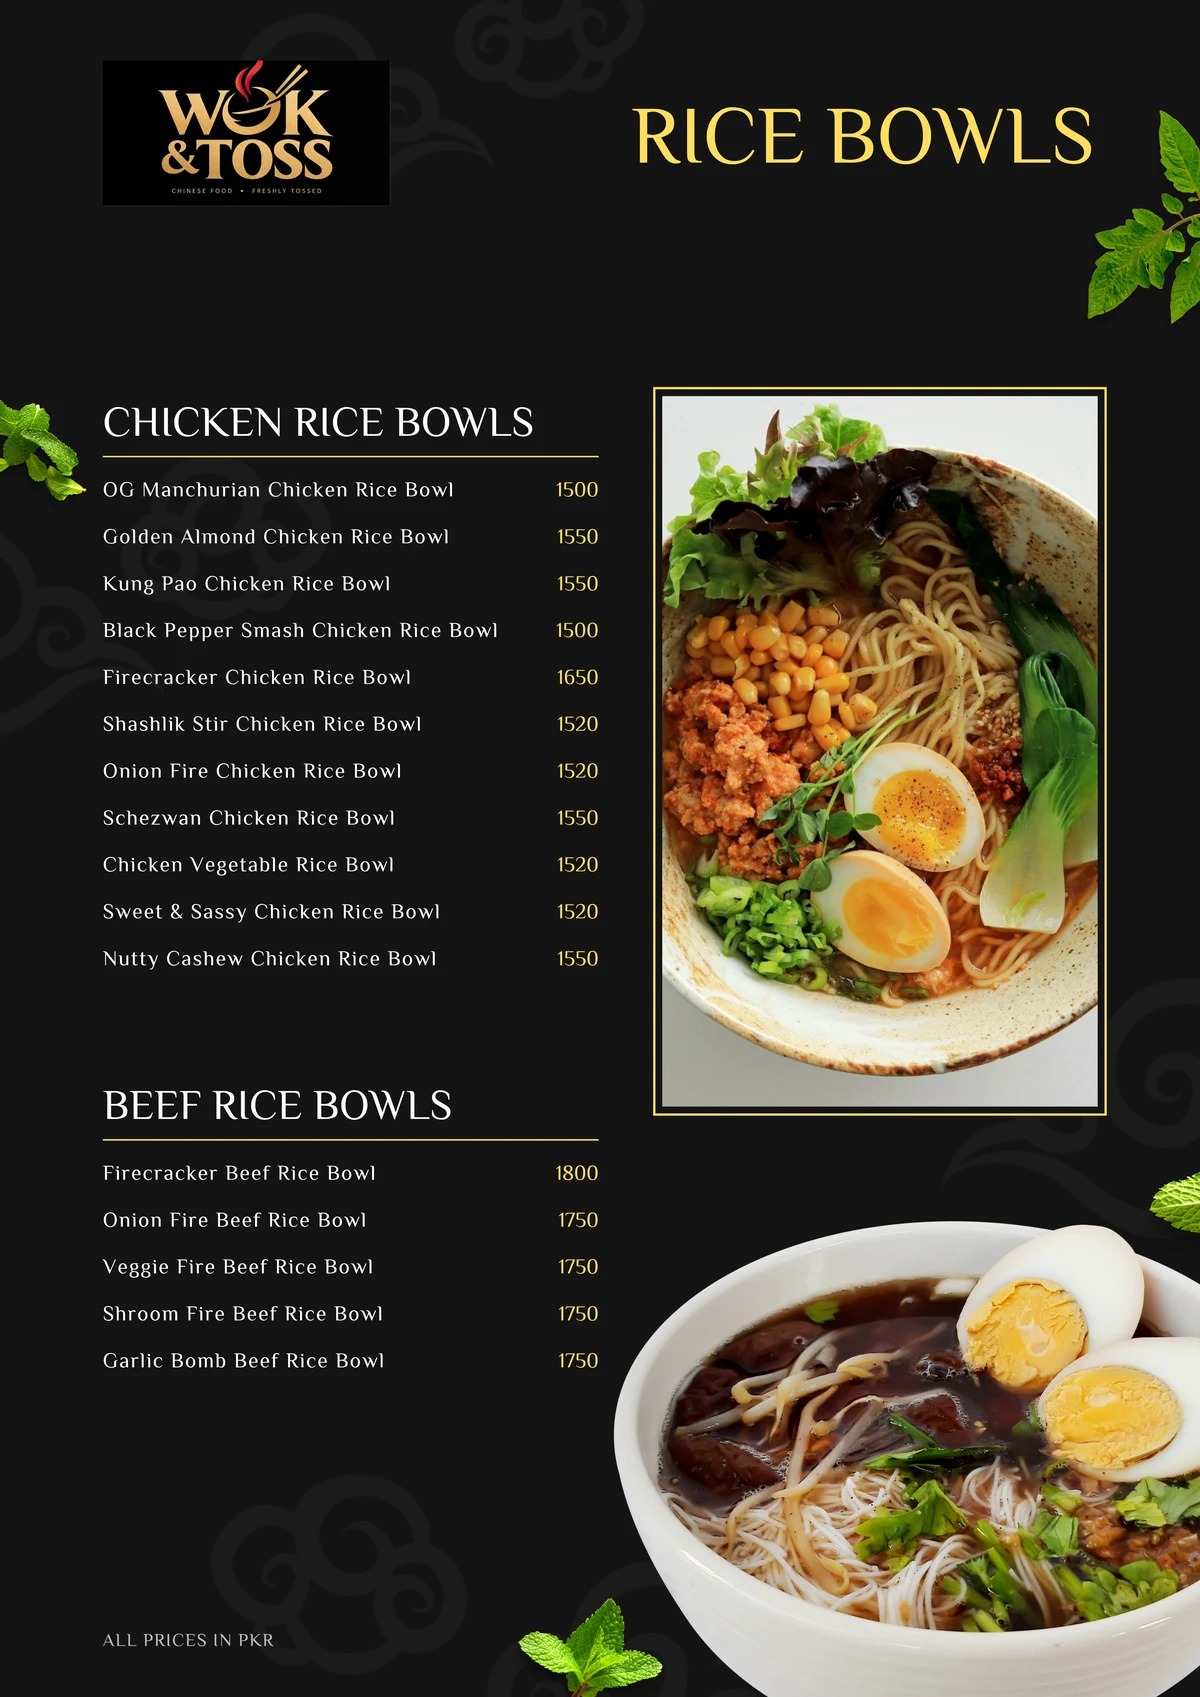 WOK
&TOSS
CHINESE FOOD • FRESHLY TOSSED
RICE BOWLS
CHICKEN RICE BOWLS
OG Manchurian Chicken Rice Bowl 1500
Golden Almond Chicken Rice Bowl 1550
Kung Pao Chicken Rice Bowl 1550
Black Pepper Smash Chicken Rice Bowl 1500
Firecracker Chicken Rice Bowl 1650
Shashlik Stir Chicken Rice Bowl 1520
Onion Fire Chicken Rice Bowl 1520
Schezwan Chicken Rice Bowl 1550
Chicken Vegetable Rice Bowl 1520
Sweet & Sassy Chicken Rice Bowl 1520
Nutty Cashew Chicken Rice Bowl 1550
BEEF RICE BOWLS
Firecracker Beef Rice Bowl 1800
Onion Fire Beef Rice Bowl 1750
Veggie Fire Beef Rice Bowl 1750
Shroom Fire Beef Rice Bowl 1750
Garlic Bomb Beef Rice Bowl 1750
ALL PRICES IN PKR